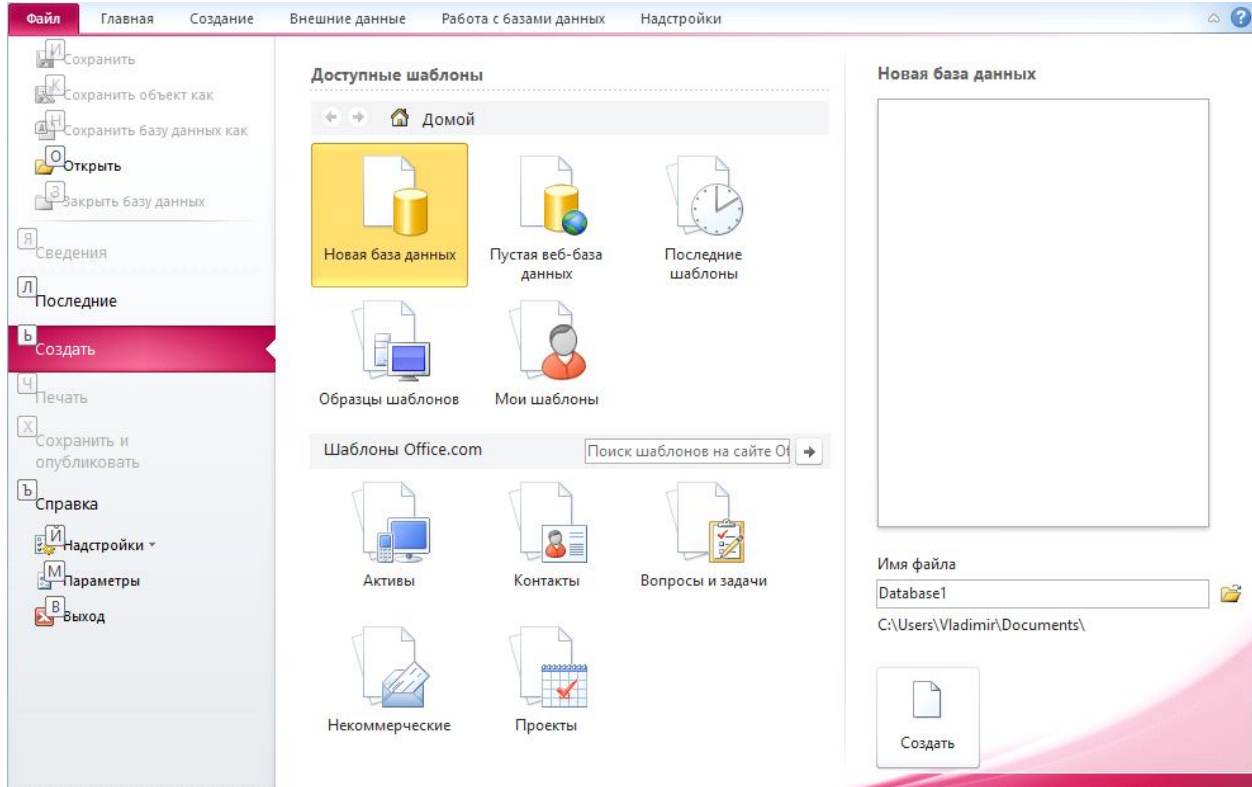 Файл Главная Создание Внешние данные Работа с базами данных Надстройки
И
Сохранить
К
Сохранить объект как
Н
Сохранить базу данных как
О
Открыть
З
Закрыть базу данных
Я
Сведения
Л
Последние
Ь
Создать
Ч
Печать
Х
Сохранить и
опубликовать
Ъ
Справка
Й
Надстройки
М
Параметры
В
Выход
Доступные шаблоны
Домой
Новая база данных
Пустая веб-база
данных
Последние
шаблоны
Образцы шаблонов
Мои шаблоны
Шаблоны Office.com
Поиск шаблонов на сайте Of
Активы
Контакты
Вопросы и задачи
Некоммерческие
Проекты
Новая база данных
Имя файла
Database1
C:\Users\Vladimir\Documents\
Создать